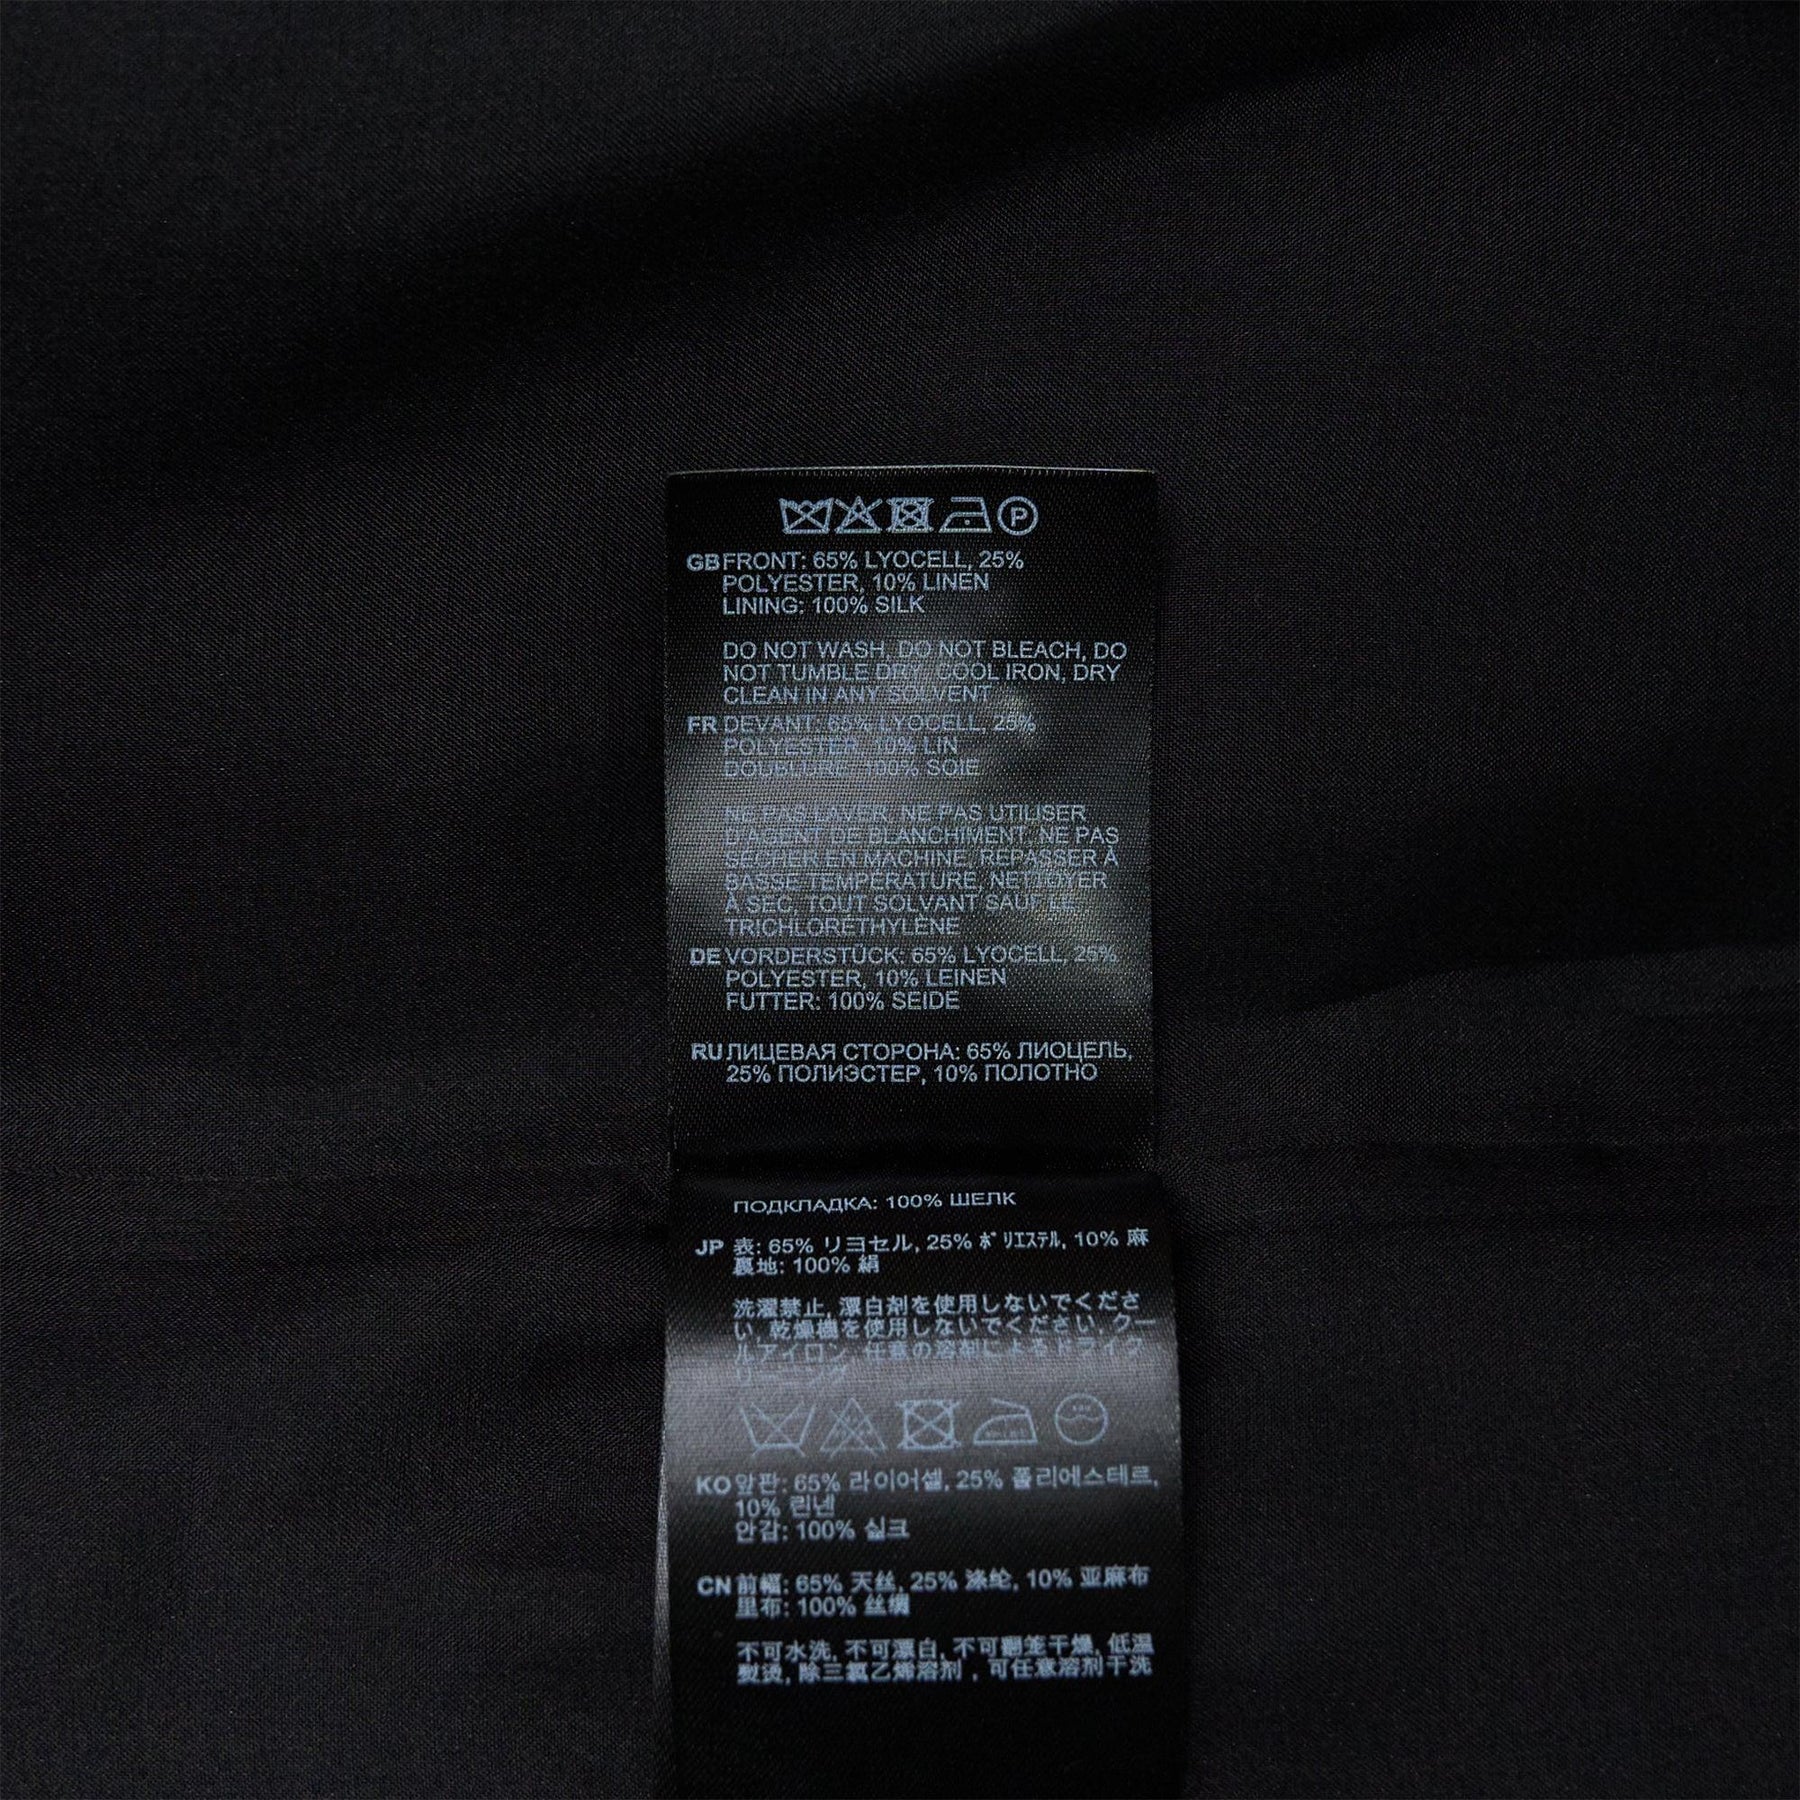 P
GB FRONT: 65% LYOCELL, 25%
POLYESTER, 10% LINEN
LINING: 100% SILK
DO NOT WASH, DO NOT BLEACH, DO
NOT TUMBLE DRY, COOL IRON, DRY
CLEAN IN ANY SOLVENT
FR DEVANT: 65% LYOCELL, 25%
POLYESTER, 10% LIN
DOUBLURE: 100% SOIE
NE PAS LAVER, NE PAS UTILISER
D'AGENT DE BLANCHIMENT, NE PAS
SÉCHER EN MACHINE, REPASSER À
BASSE TEMPÉRATURE, NETTOYER
À SEC, TOUT SOLVANT SAUF LE
TRICHLORÉTHYLÈNE
DE VORDERSTÜCK: 65% LYOCELL, 25%
POLYESTER, 10% LEINEN
FUTTER: 100% SEIDE
RU ЛИЦЕВАЯ СТОРОНА: 65% ЛИОЦЕЛЬ,
25% ПОЛИЭСТЕР, 10% ПОЛОТНО
ПОДКЛАДКА: 100% ШЕЛК
JP 表: 65% リヨセル, 25% ポリエステル, 10% 麻
裏地: 100% 絹
洗濯禁止, 漂白剤を使用しないでくださ
い, 乾燥機を使用しないでください, クー
ルアイロン, 任意の溶剤によるドライク
リーニング
KO 앞판: 65% 라이어셀, 25% 폴리에스테르,
10% 린넨
안감: 100% 실크
CN 前幅: 65% 天丝, 25% 涤纶, 10% 亚麻布
里布: 100% 丝绸
不可水洗, 不可漂白, 不可翻笼干燥, 低温
熨烫, 除三氯乙烯溶剂, 可任意溶剂干洗